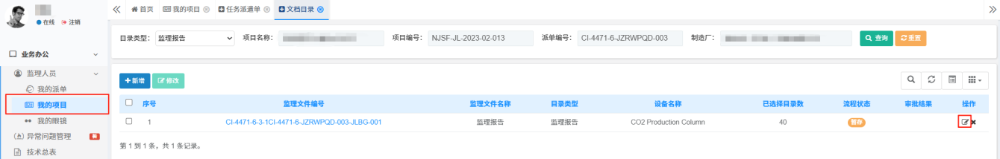 首页 我的项目 任务派遣单 文档目录
在线 注销
目录类型: 监理报告 项目名称: 项目编号: NJSF-JL-2023-02-013 派单编号: CI-4471-6-JZRWPQD-003 制造厂: 查询 重置
业务办公
监理人员
新增 修改
我的派单
序号 监理文件编号 监理文件名称 目录类型 设备名称 已选择目录数 流程状态 审批结果 操作
我的项目
1 CI-4471-6-3-1CI-4471-6-JZRWPQD-003-JLBG-001 监理报告 监理报告 CO2 Production Column 40 暂存
我的眼镜
异常问题管理
第 1 到 1 条，共 1 条记录。
技术总表